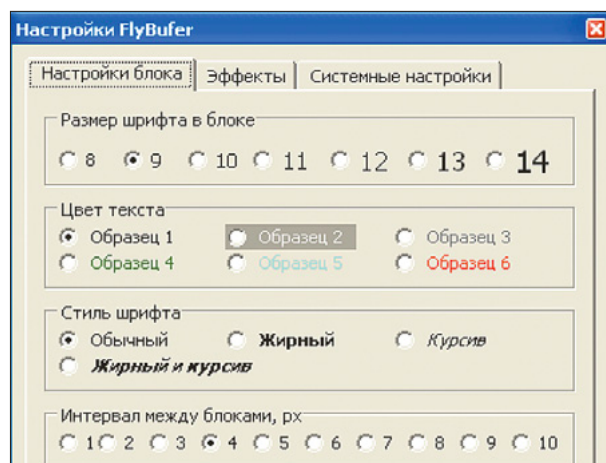 Настройки FlyBufer
Настройки блока Эффекты Системные настройки
Размер шрифта в блоке
8 9 10 11 12 13 14
Цвет текста
Образец 1 Образец 2 Образец 3
Образец 4 Образец 5 Образец 6
Стиль шрифта
Обычный Жирный Курсив
Жирный и курсив
Интервал между блоками, px
1 2 3 4 5 6 7 8 9 10